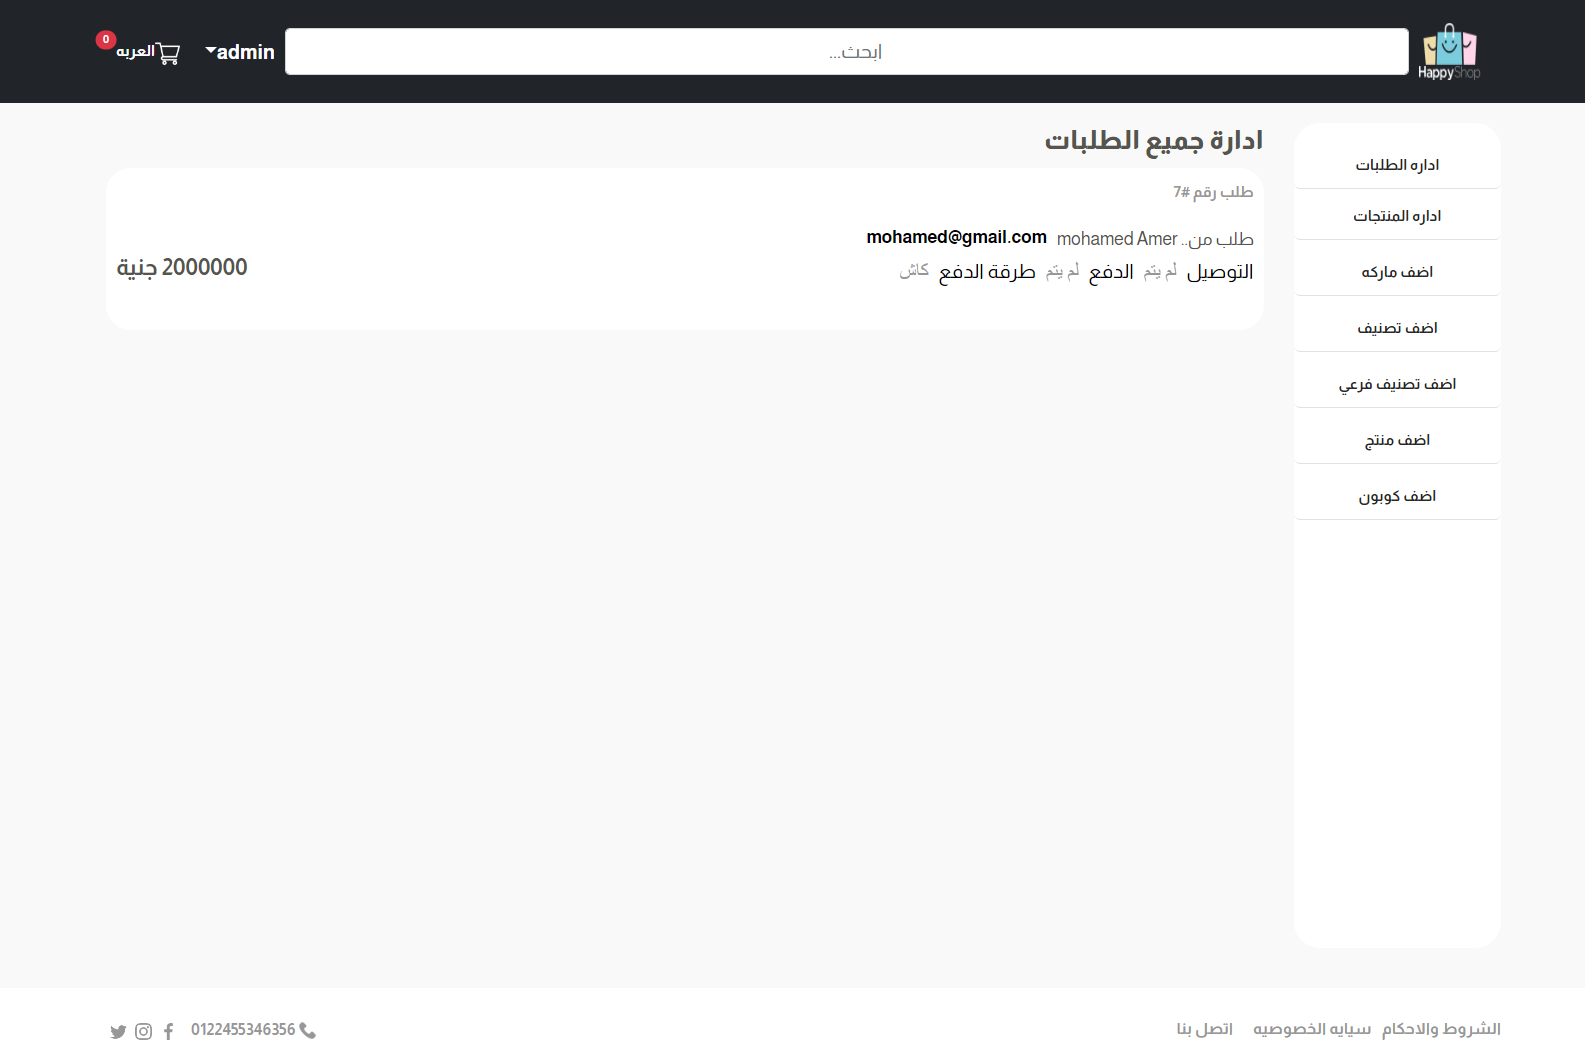 HappyShop
ابحث...
admin
العربه
0
اداره الطلبات
اداره المنتجات
اضف ماركه
اضف تصنيف
اضف تصنيف فرعي
اضف منتج
اضف كوبون
ادارة جميع الطلبات
طلب رقم #7
طلب من.. mohamed Amer mohamed@gmail.com
التوصيل لم يتم الدفع لم يتم طرقة الدفع كاش
2000000 جنية
الشروط والاحكام سيايه الخصوصيه اتصل بنا
0122455346356